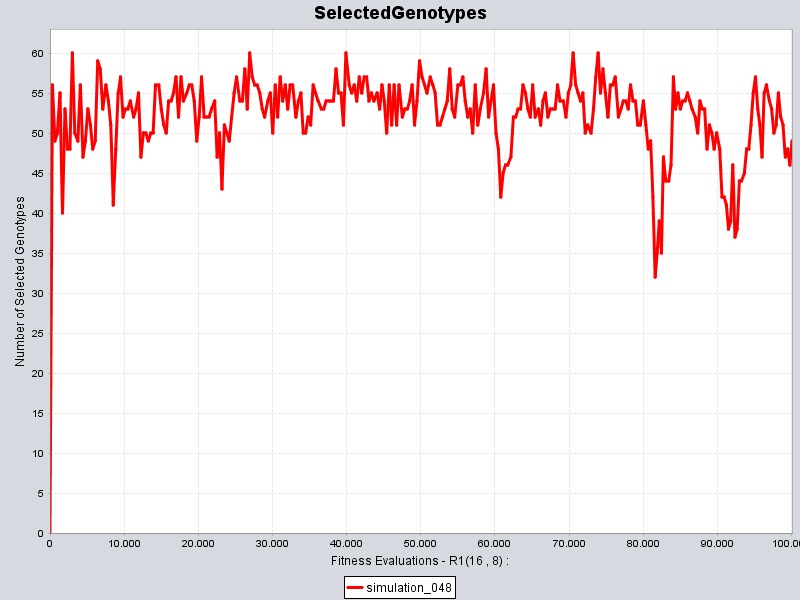 SelectedGenotypes
Number of Selected Genotypes
60
55
50
45
40
35
30
25
20
15
10
5
0
0 10.000 20.000 30.000 40.000 50.000 60.000 70.000 80.000 90.000 100.00
Fitness Evaluations - R1(16 , 8) :
simulation_048